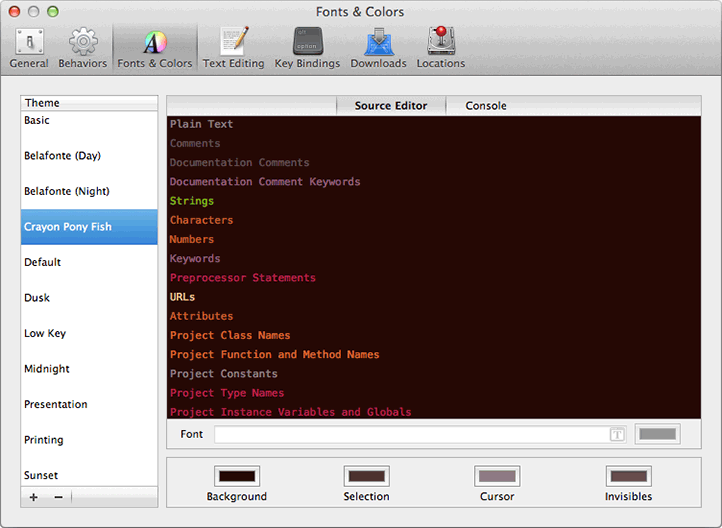 Fonts & Colors
General Behaviors Fonts & Colors Text Editing Key Bindings Downloads Locations
alt
option
Theme
Basic
Belafonte (Day)
Belafonte (Night)
Crayon Pony Fish
Default
Dusk
Low Key
Midnight
Presentation
Printing
Sunset
Source Editor Console
Plain Text
Comments
Documentation Comments
Documentation Comment Keywords
Strings
Characters
Numbers
Keywords
Preprocessor Statements
URLs
Attributes
Project Class Names
Project Function and Method Names
Project Constants
Project Type Names
Project Instance Variables and Globals
Font
T
Background Selection Cursor Invisibles